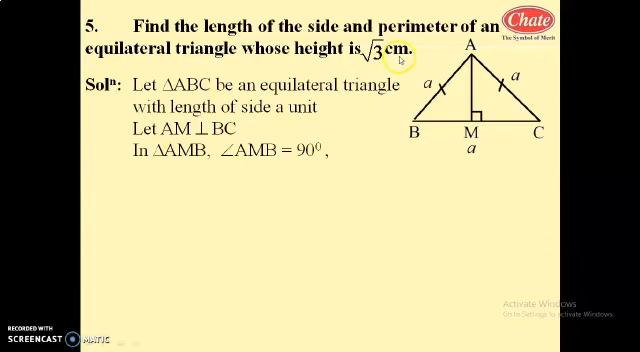 5. Find the length of the side and perimeter of an
equilateral triangle whose height is √3 cm.
Chate
The Symbol of Merit
Solⁿ: Let ΔABC be an equilateral triangle
with length of side a unit
Let AM ⊥ BC
In ΔAMB, ∠AMB = 90⁰,
A
a a
B M C
a
Activate Windows
Go to Settings to activate Windows.
RECORDED WITH
SCREENCAST MATIC